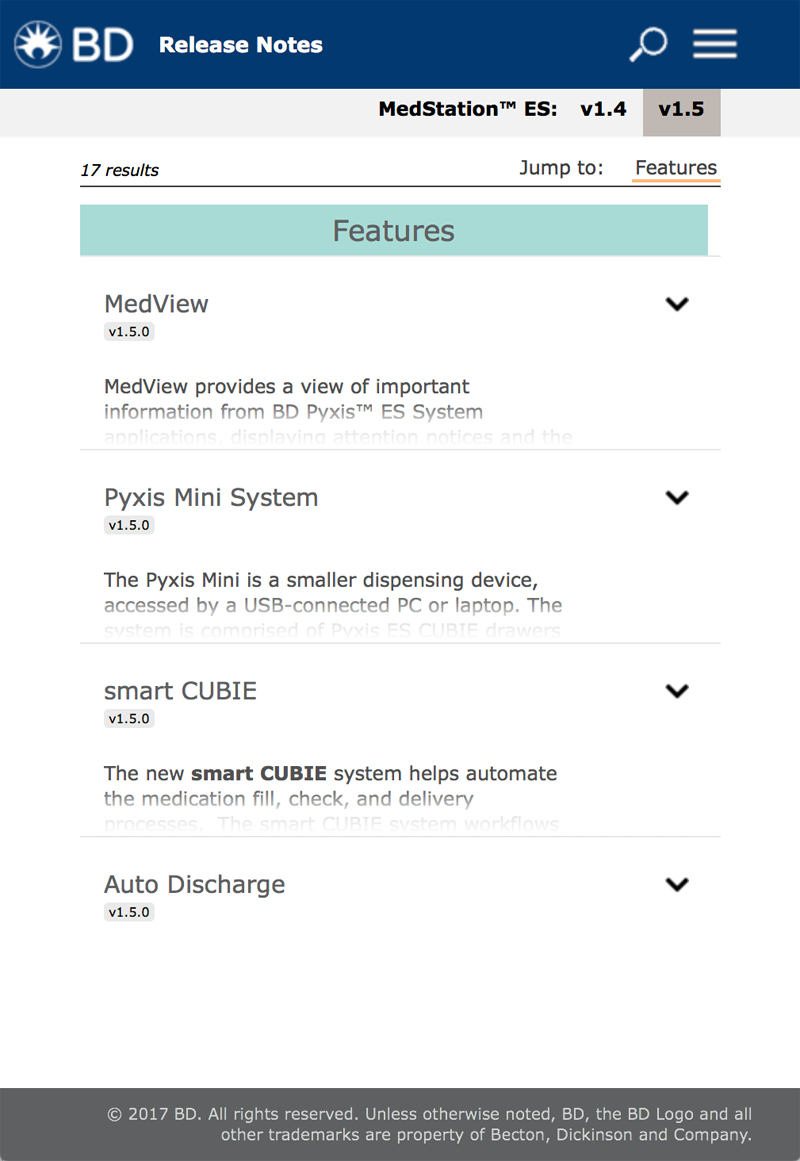 BD Release Notes
MedStation™ ES: v1.4 v1.5
17 results Jump to: Features
Features
MedView
v1.5.0
MedView provides a view of important
information from BD Pyxis™ ES System
applications, displaying attention notices and the
Pyxis Mini System
v1.5.0
The Pyxis Mini is a smaller dispensing device,
accessed by a USB-connected PC or laptop. The
system is comprised of Pyxis ES CUBIE drawers
smart CUBIE
v1.5.0
The new smart CUBIE system helps automate
the medication fill, check, and delivery
processes. The smart CUBIE system workflows
Auto Discharge
v1.5.0
© 2017 BD. All rights reserved. Unless otherwise noted, BD, the BD Logo and all
other trademarks are property of Becton, Dickinson and Company.